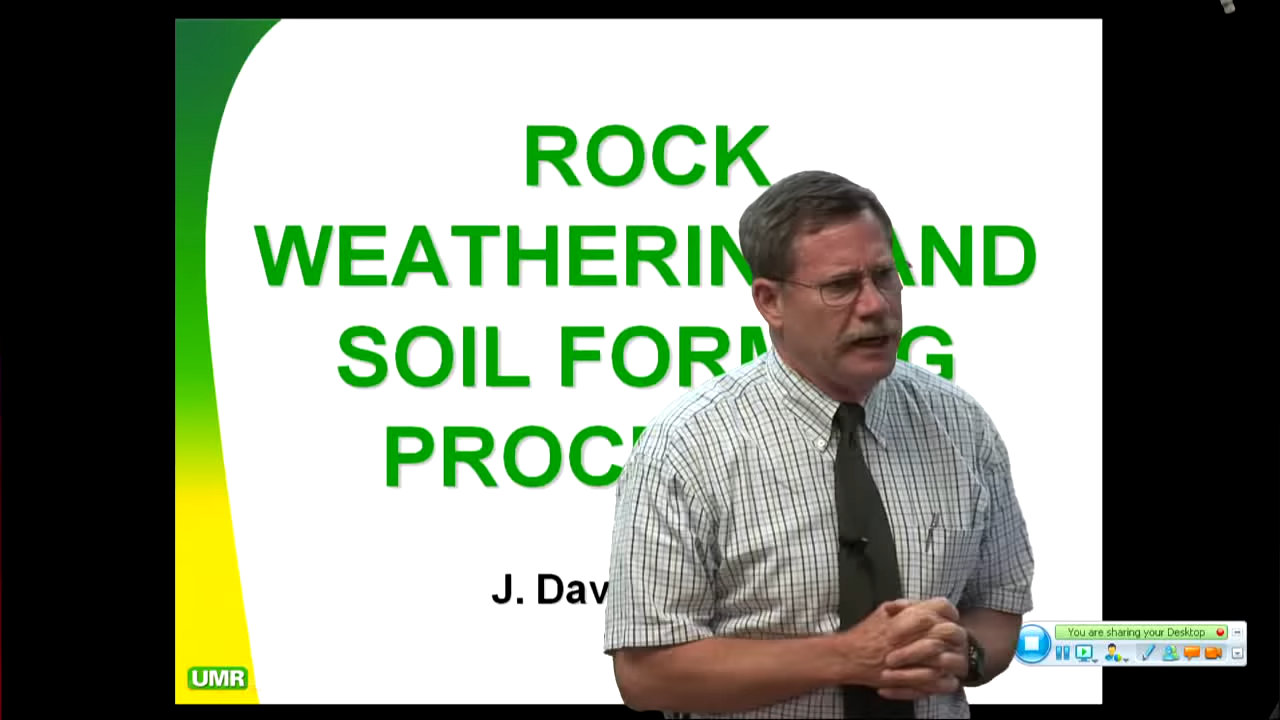 ROCK
WEATHERIN AND
SOIL FORM G
PROC
J. Dav
UMR
You are sharing your Desktop